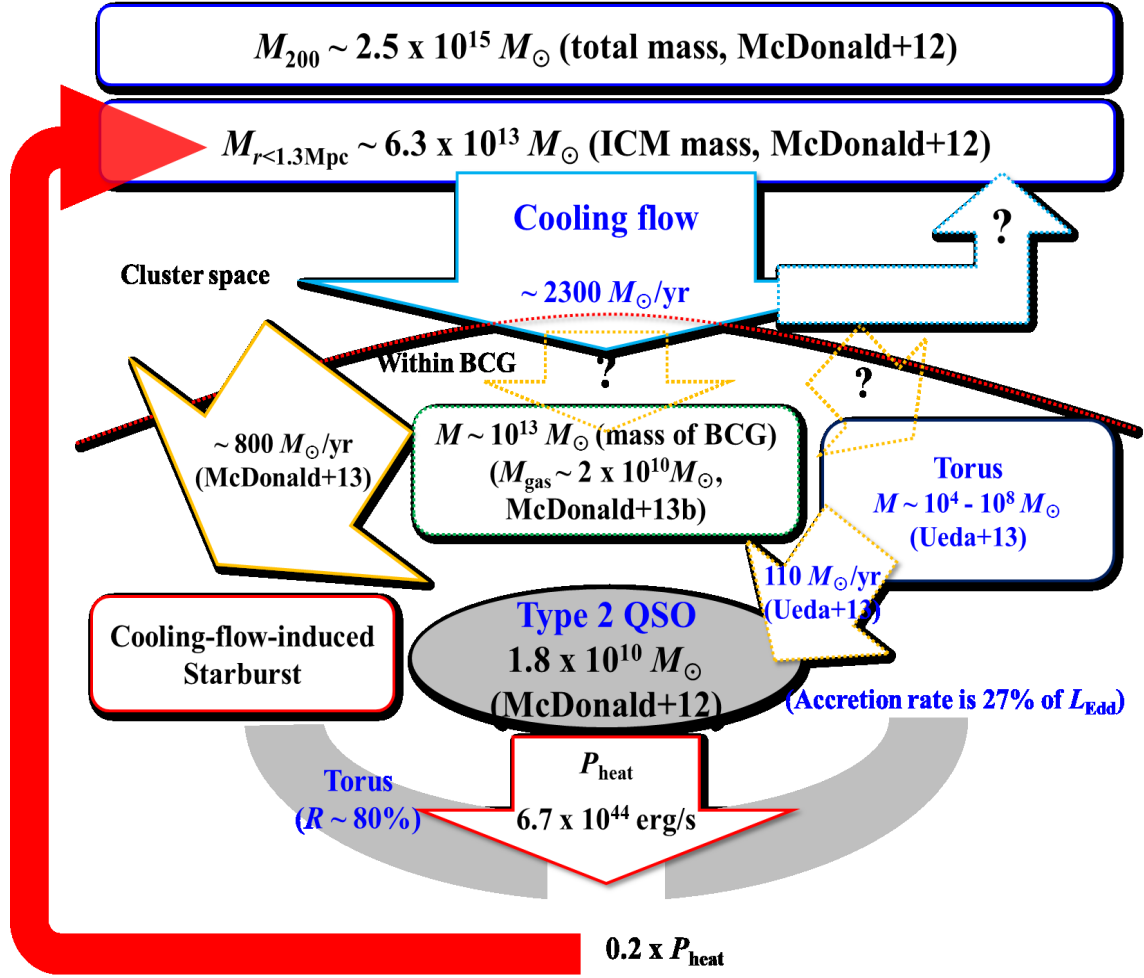 M200 ~ 2.5 x 10^15 M⊙ (total mass, McDonald+12)
Mr<1.3Mpc ~ 6.3 x 10^13 M⊙ (ICM mass, McDonald+12)
Cooling flow
?
Cluster space
~ 2300 M⊙/yr
Within BCG
?
?
~ 800 M⊙/yr
(McDonald+13)
M ~ 10^13 M⊙ (mass of BCG)
(Mgas ~ 2 x 10^10 M⊙,
McDonald+13b)
Torus
M ~ 10^4 - 10^8 M⊙
(Ueda+13)
110 M⊙/yr
(Ueda+13)
Cooling-flow-induced
Starburst
Type 2 QSO
1.8 x 10^10 M⊙
(McDonald+12)
(Accretion rate is 27% of LEdd)
Torus
(R ~ 80%)
Pheat
6.7 x 10^44 erg/s
0.2 x Pheat